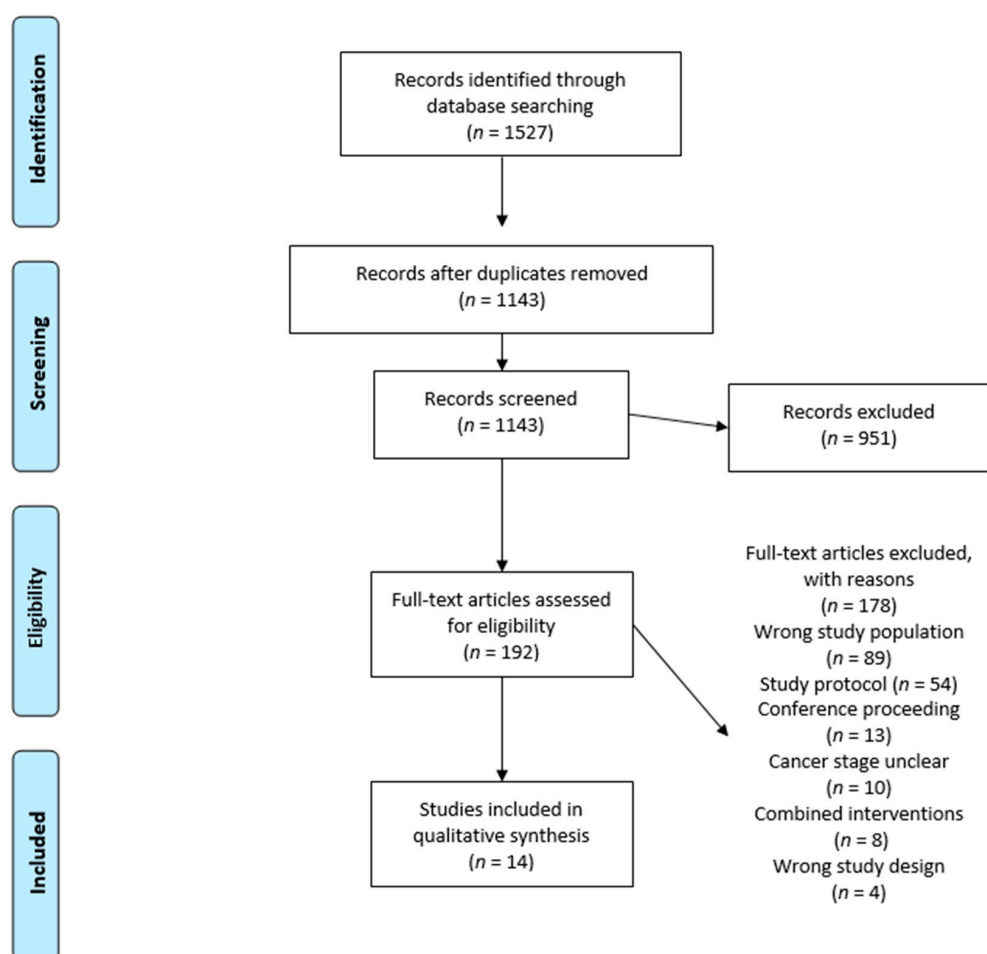 Identification
Records identified through
database searching
(n = 1527)
Records after duplicates removed
(n = 1143)
Screening
Records screened
(n = 1143)
Records excluded
(n = 951)
Eligibility
Full-text articles assessed
for eligibility
(n = 192)
Full-text articles excluded,
with reasons
(n = 178)
Wrong study population
(n = 89)
Study protocol (n = 54)
Conference proceeding
(n = 13)
Cancer stage unclear
(n = 10)
Combined interventions
(n = 8)
Wrong study design
(n = 4)
Included
Studies included in
qualitative synthesis
(n = 14)